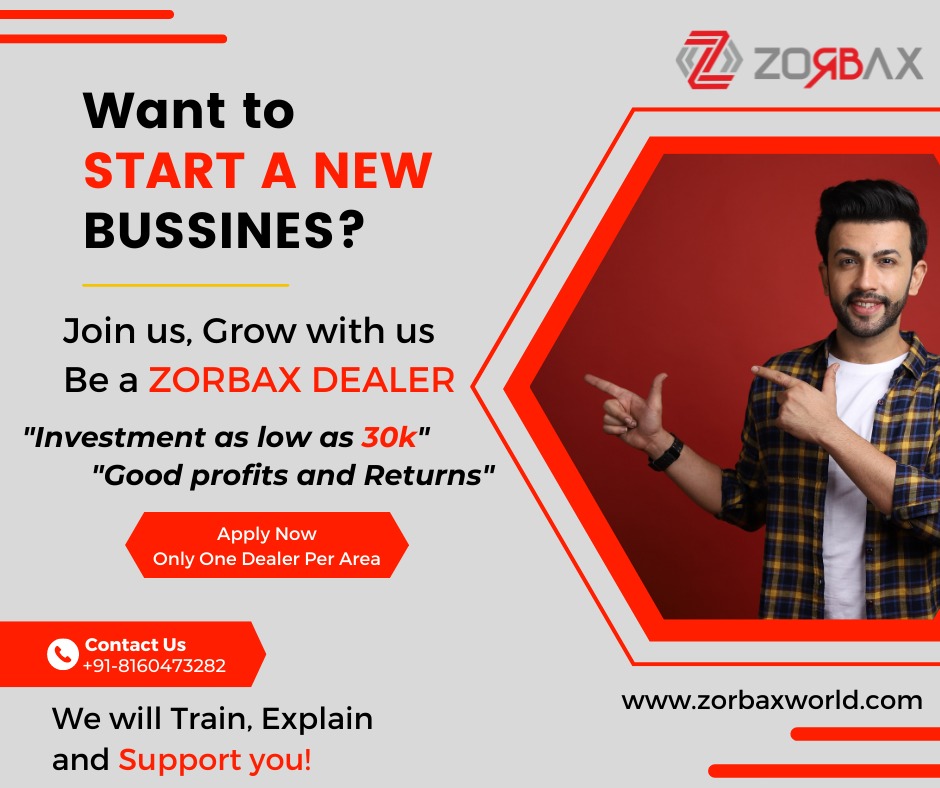 ZORBAX
Want to
START A NEW
BUSSINES?
Join us, Grow with us
Be a ZORBAX DEALER
"Investment as low as 30k"
"Good profits and Returns"
Apply Now
Only One Dealer Per Area
Contact Us
+91-8160473282
We will Train, Explain
and Support you!
www.zorbaxworld.com